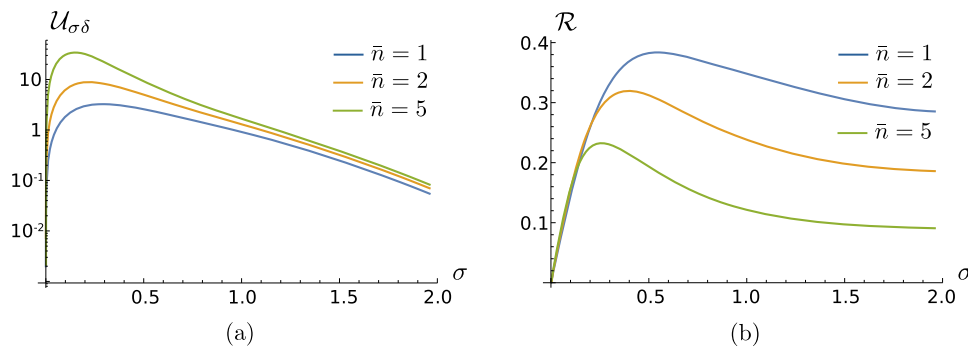 𝒰σδ
n̄ = 1
n̄ = 2
n̄ = 5
10
1
10⁻¹
10⁻²
0.5 1.0 1.5 2.0
σ
(a)
ℛ
n̄ = 1
n̄ = 2
n̄ = 5
0.4
0.3
0.2
0.1
0.5 1.0 1.5 2.0
σ
(b)